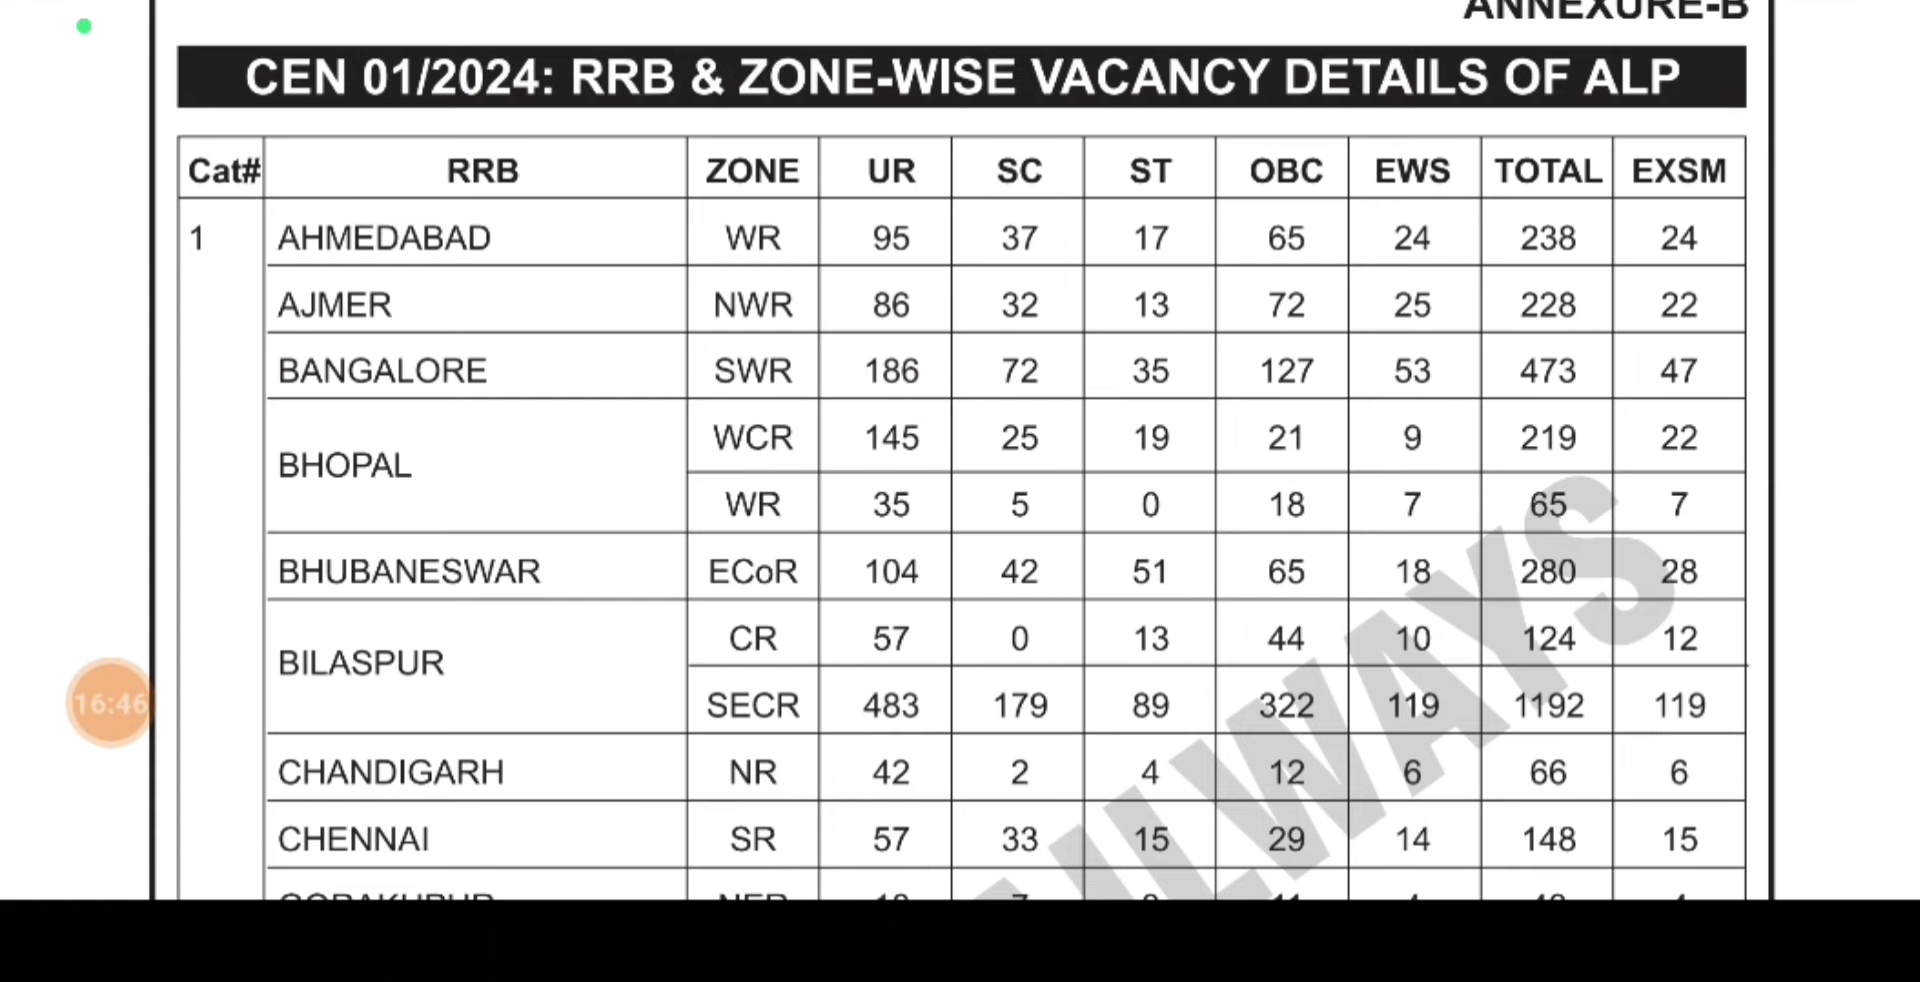 ANNEXURE-B
CEN 01/2024: RRB & ZONE-WISE VACANCY DETAILS OF ALP
Cat# RRB ZONE UR SC ST OBC EWS TOTAL EXSM
1 AHMEDABAD WR 95 37 17 65 24 238 24
AJMER NWR 86 32 13 72 25 228 22
BANGALORE SWR 186 72 35 127 53 473 47
BHOPAL WCR 145 25 19 21 9 219 22
WR 35 5 0 18 7 65 7
BHUBANESWAR ECoR 104 42 51 65 18 280 28
BILASPUR CR 57 0 13 44 10 124 12
SECR 483 179 89 322 119 1192 119
CHANDIGARH NR 42 2 4 12 6 66 6
CHENNAI SR 57 33 15 29 14 148 15
GORAKHPUR NER
16:46